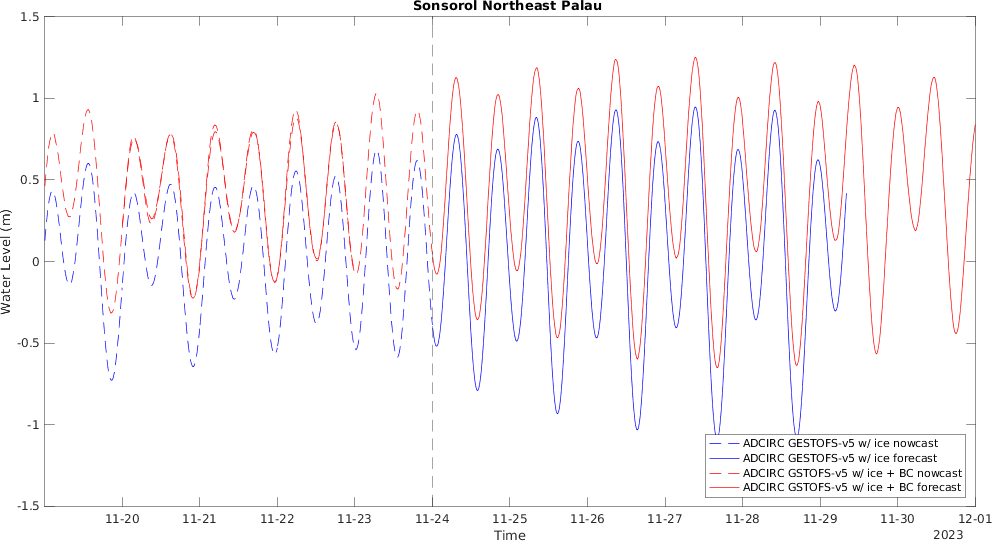 Sonsorol Northeast Palau
1.5
1
0.5
0
-0.5
-1
-1.5
Water Level (m)
ADCIRC GESTOFS-v5 w/ ice nowcast
ADCIRC GESTOFS-v5 w/ ice forecast
ADCIRC GSTOFS-v5 w/ ice + BC nowcast
ADCIRC GSTOFS-v5 w/ ice + BC forecast
11-20 11-21 11-22 11-23 11-24 11-25 11-26 11-27 11-28 11-29 11-30 12-01
Time
2023